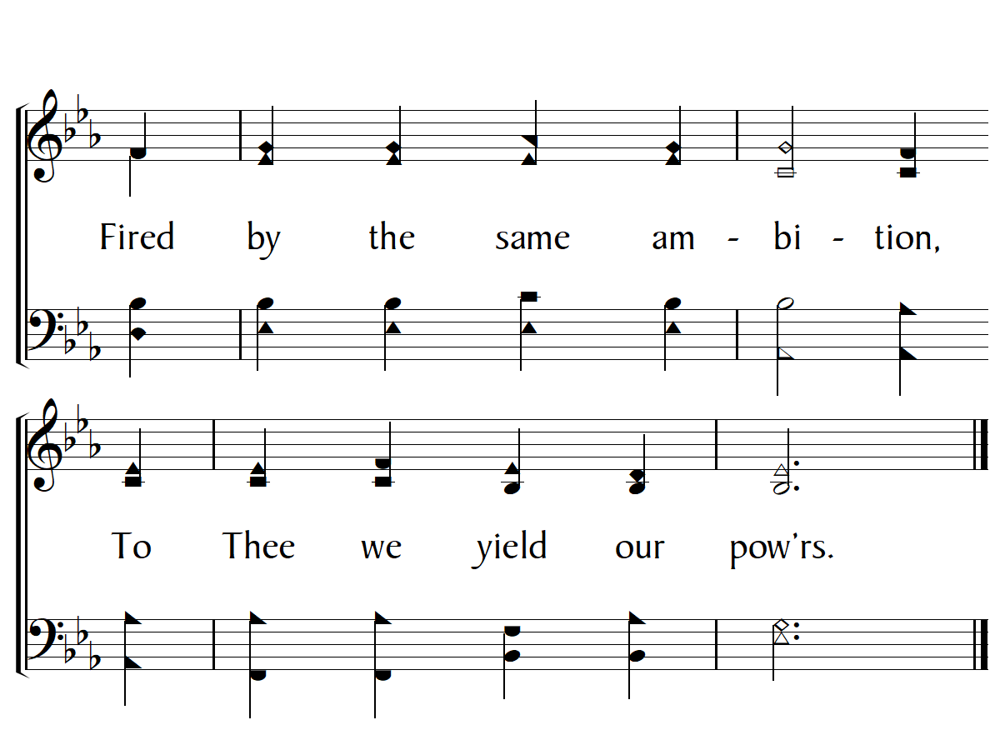 Fired by the same am - bi - tion,
To Thee we yield our pow'rs.